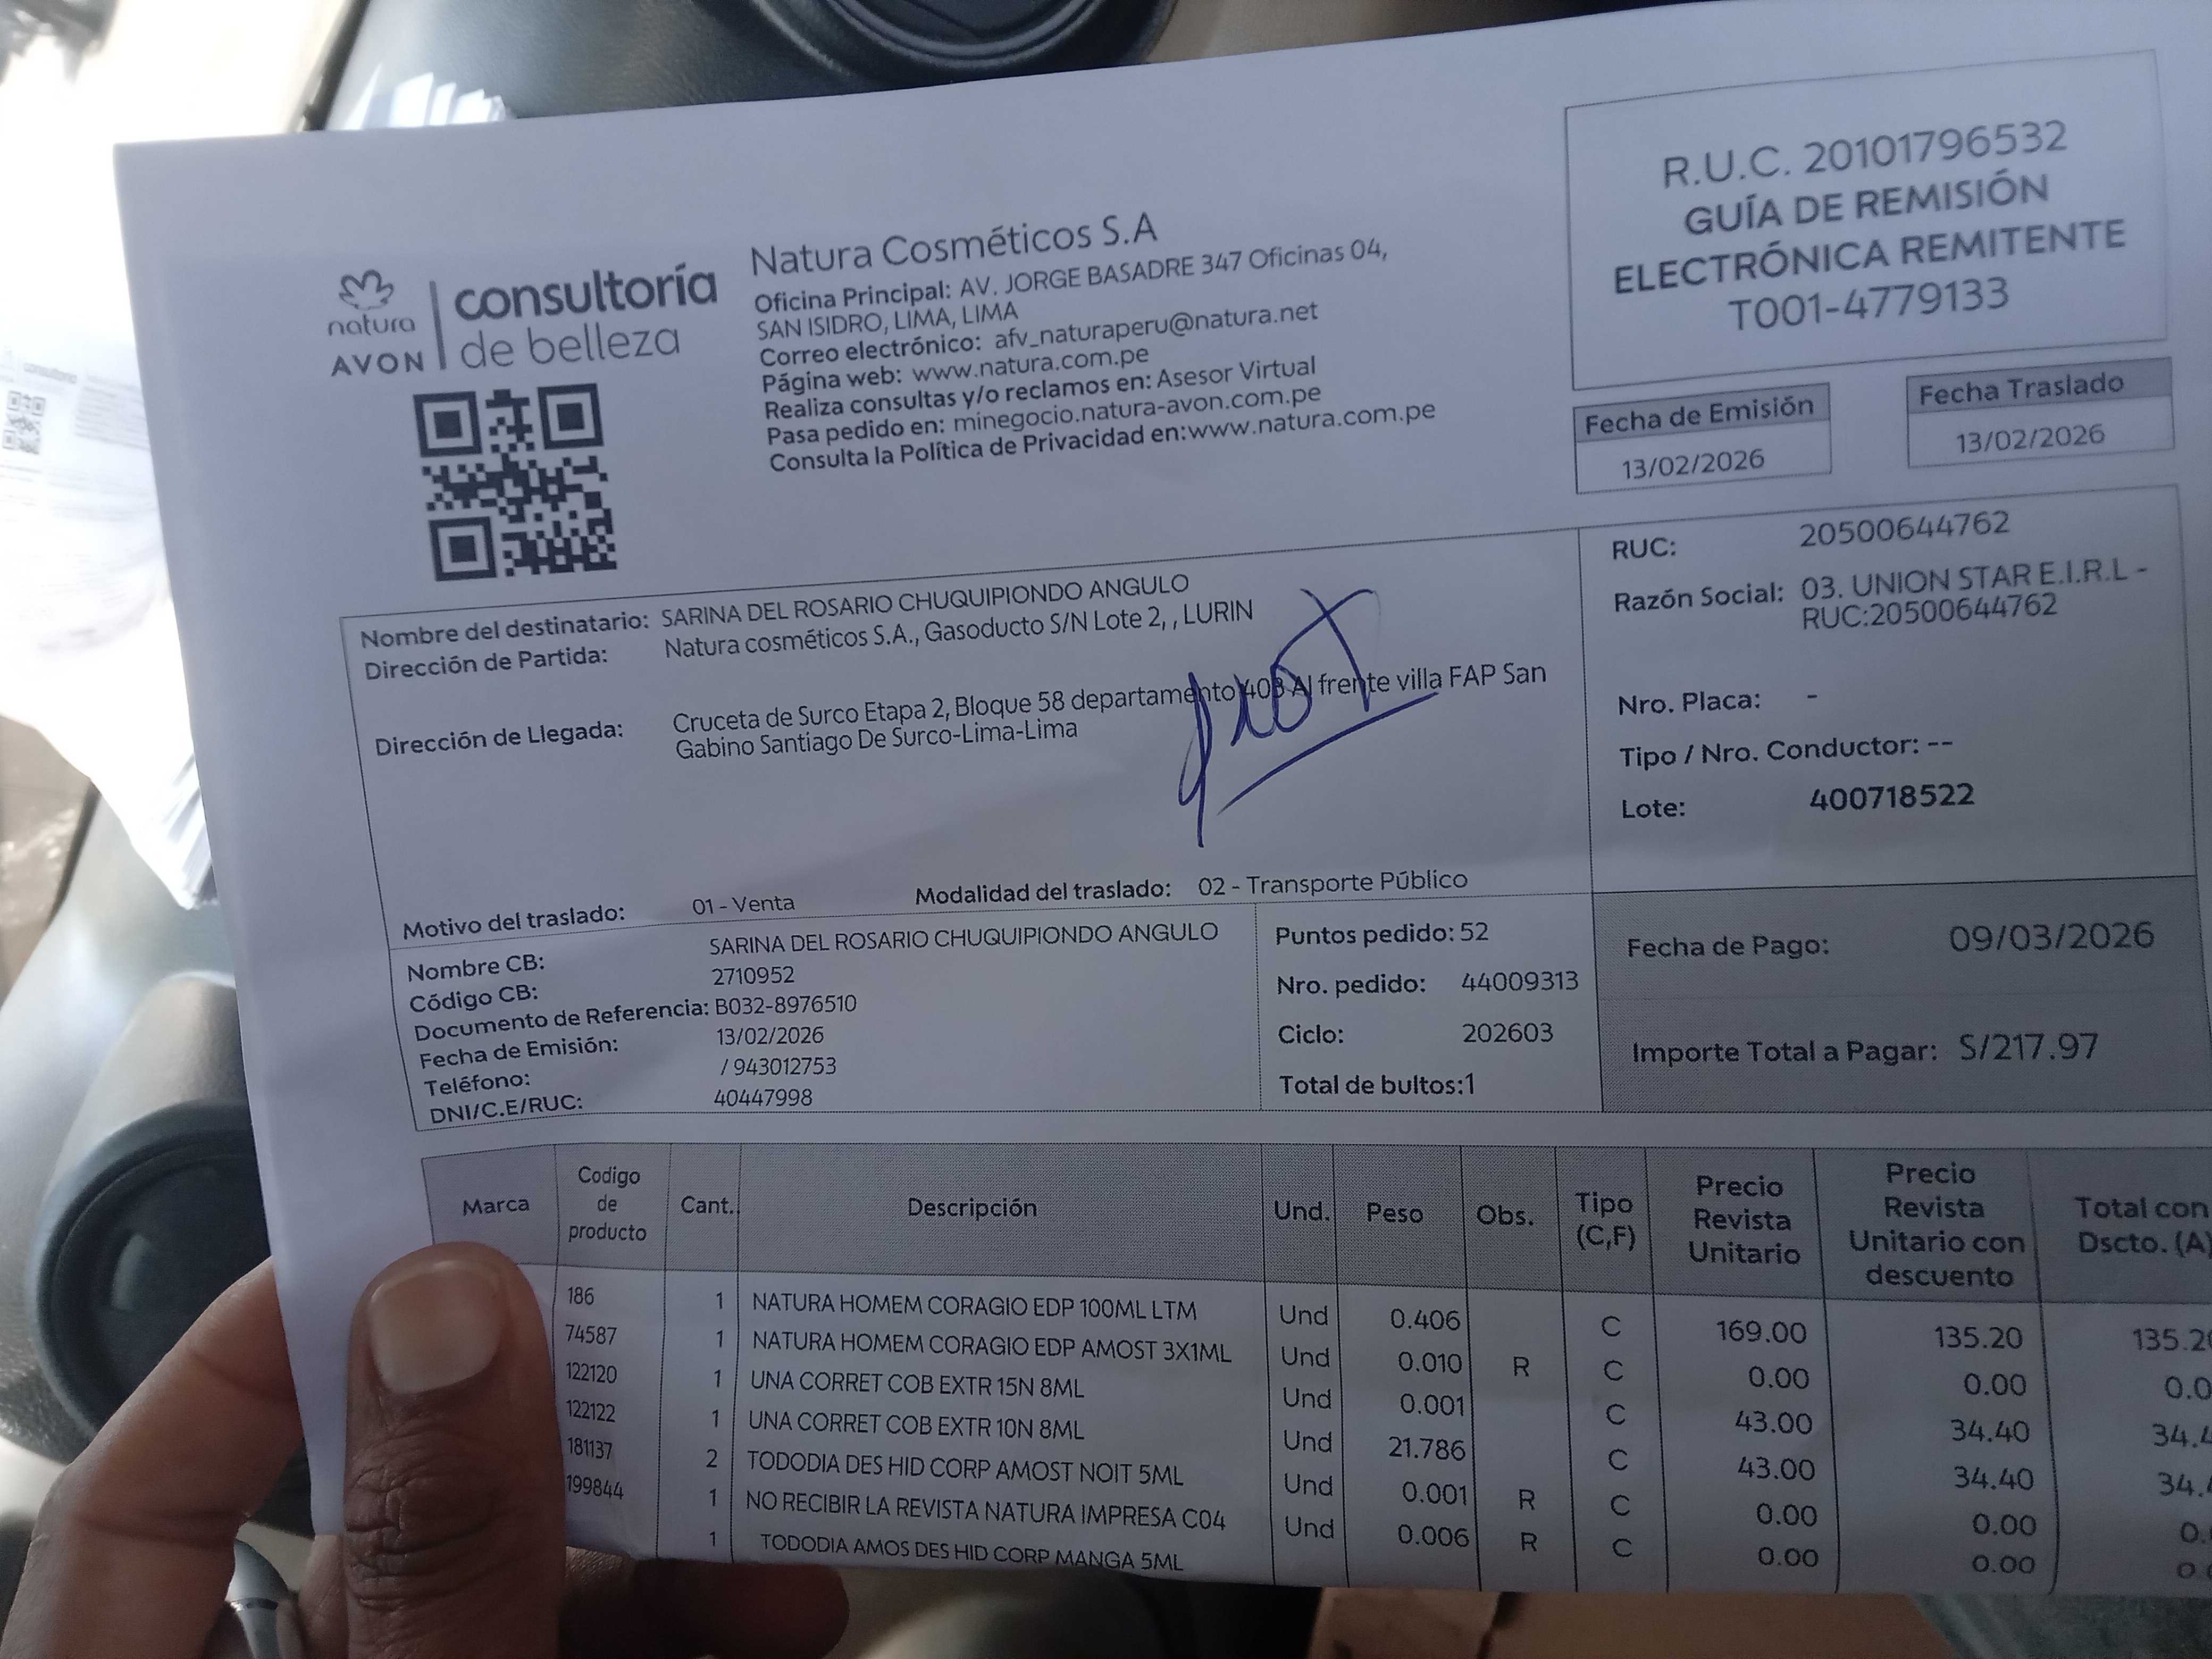 natura
AVON
consultoría
de belleza
Natura Cosméticos S.A
Oficina Principal: AV. JORGE BASADRE 347 Oficinas 04,
SAN ISIDRO, LIMA, LIMA
Correo electrónico: afv_naturaperu@natura.net
Página web: www.natura.com.pe
Realiza consultas y/o reclamos en: Asesor Virtual
Pasa pedido en: minegocio.natura-avon.com.pe
Consulta la Política de Privacidad en:www.natura.com.pe
R.U.C. 20101796532
GUÍA DE REMISIÓN
ELECTRÓNICA REMITENTE
T001-4779133
Fecha de Emisión
13/02/2026
Fecha Traslado
13/02/2026
Nombre del destinatario: SARINA DEL ROSARIO CHUQUIPIONDO ANGULO
Dirección de Partida: Natura cosméticos S.A., Gasoducto S/N Lote 2, , LURIN
Dirección de Llegada: Cruceta de Surco Etapa 2, Bloque 58 departamento 403 Al frente villa FAP San
Gabino Santiago De Surco-Lima-Lima
Motivo del traslado: 01 - Venta Modalidad del traslado: 02 - Transporte Público
RUC: 20500644762
Razón Social: 03. UNION STAR E.I.R.L -
RUC:20500644762
Nro. Placa: -
Tipo / Nro. Conductor: --
Lote: 400718522
Nombre CB: SARINA DEL ROSARIO CHUQUIPIONDO ANGULO
Código CB: 2710952
Documento de Referencia: B032-8976510
Fecha de Emisión: 13/02/2026
Teléfono: / 943012753
DNI/C.E/RUC: 40447998
Puntos pedido: 52
Nro. pedido: 44009313
Ciclo: 202603
Total de bultos:1
Fecha de Pago: 09/03/2026
Importe Total a Pagar: S/217.97
Marca Codigo de producto Cant. Descripción Und. Peso Obs. Tipo (C,F) Precio Revista Unitario Precio Revista Unitario con descuento Total con Dscto. (A)
186 1 NATURA HOMEM CORAGIO EDP 100ML LTM Und 0.406 C 169.00 135.20 135.2
74587 1 NATURA HOMEM CORAGIO EDP AMOST 3X1ML Und 0.010 R C 0.00 0.00 0.0
122120 1 UNA CORRET COB EXTR 15N 8ML Und 0.001 C 43.00 34.40 34.4
122122 1 UNA CORRET COB EXTR 10N 8ML Und 21.786 C 43.00 34.40 34.
181137 2 TODODIA DES HID CORP AMOST NOIT 5ML Und 0.001 R C 0.00 0.00 0.
199844 1 NO RECIBIR LA REVISTA NATURA IMPRESA C04 Und 0.006 R C 0.00 0.00
1 TODODIA AMOS DES HID CORP MANGA 5ML